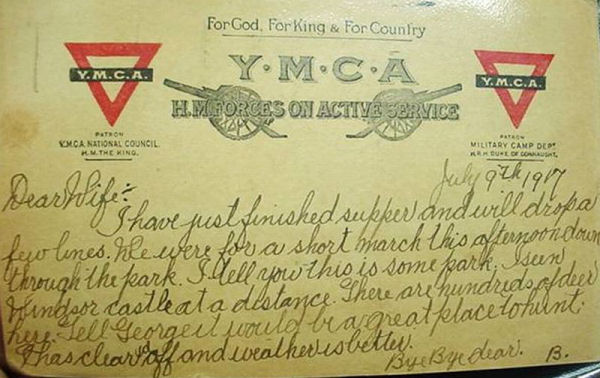 For God, For King & For Country
Y.M.C.A.
Y·M·C·A
Y.M.C.A.
H.M. FORCES ON ACTIVE SERVICE
PATRON
Y.M.C.A. NATIONAL COUNCIL.
H.M. THE KING.
PATRON
MILITARY CAMP DEPT
H.R.H DUKE OF CONNAUGHT.
July 9th 1917
Dear Wife:-
I have just finished supper and will drop a
few lines. We were for a short march this afternoon down
through the park. I tell you this is some park. I seen
Windsor castle at a distance. There are hundreds of deer
here. Tell George it would be a great place to hunt.
It has cleared off and weather is better.
Bye Bye dear. B.